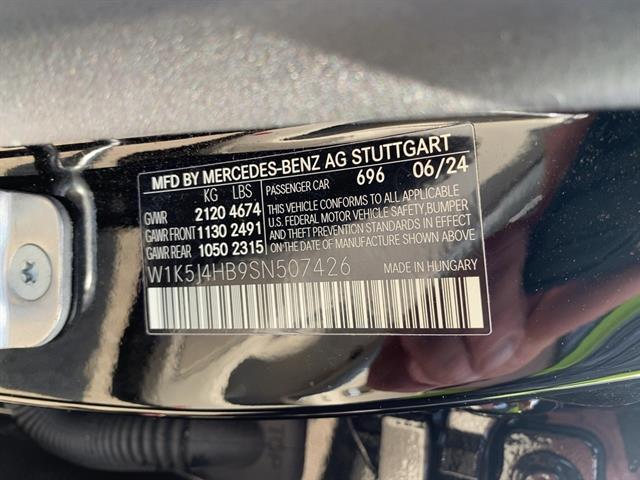 MFD BY MERCEDES-BENZ AG STUTTGART
KG LBS
GVWR 2120 4674
GAWR FRONT 1130 2491
GAWR REAR 1050 2315
PASSENGER CAR 696 06/24
THIS VEHICLE CONFORMS TO ALL APPLICABLE
U.S. FEDERAL MOTOR VEHICLE SAFETY, BUMPER
AND THEFT PREVENTION STANDARDS IN EFFECT
ON THE DATE OF MANUFACTURE SHOWN ABOVE.
W1K5J4HB9SN507426
MADE IN HUNGARY